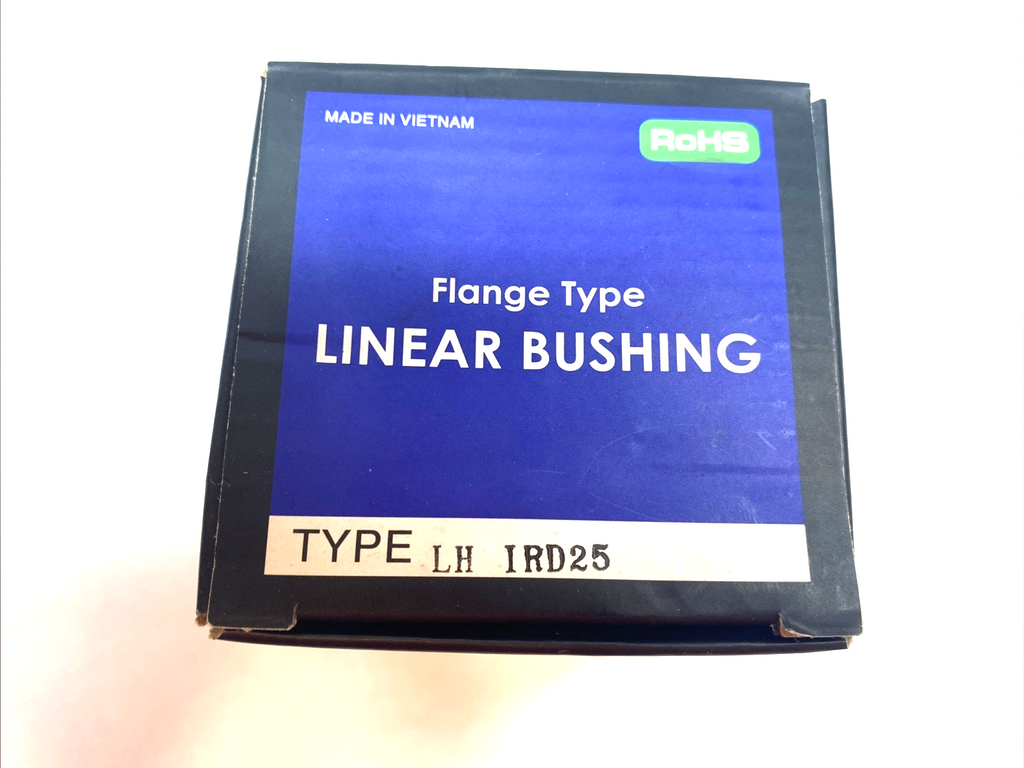 MADE IN VIETNAM
RoHS
Flange Type
LINEAR BUSHING
TYPE LH IRD25